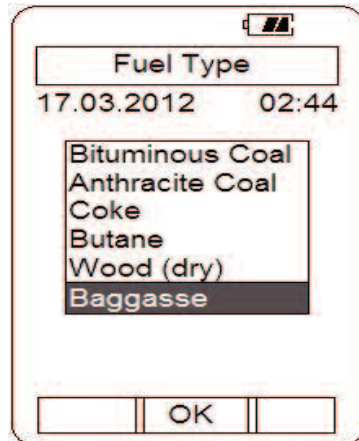 Fuel Type
17.03.2012 02:44
Bituminous Coal
Anthracite Coal
Coke
Butane
Wood (dry)
Baggasse
OK